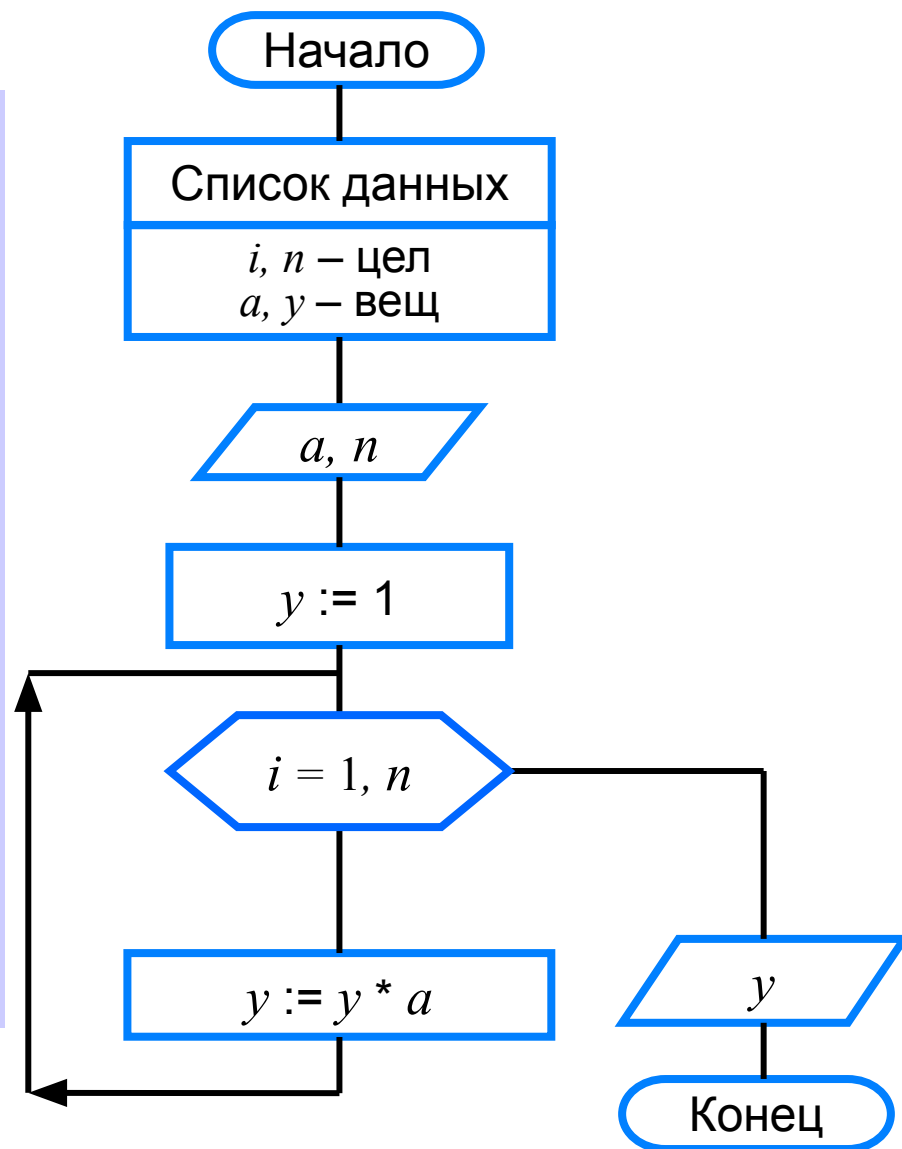 Начало
Список данных
i, n – цел
a, y – вещ
a, n
y := 1
i = 1, n
y := y * a
y
Конец